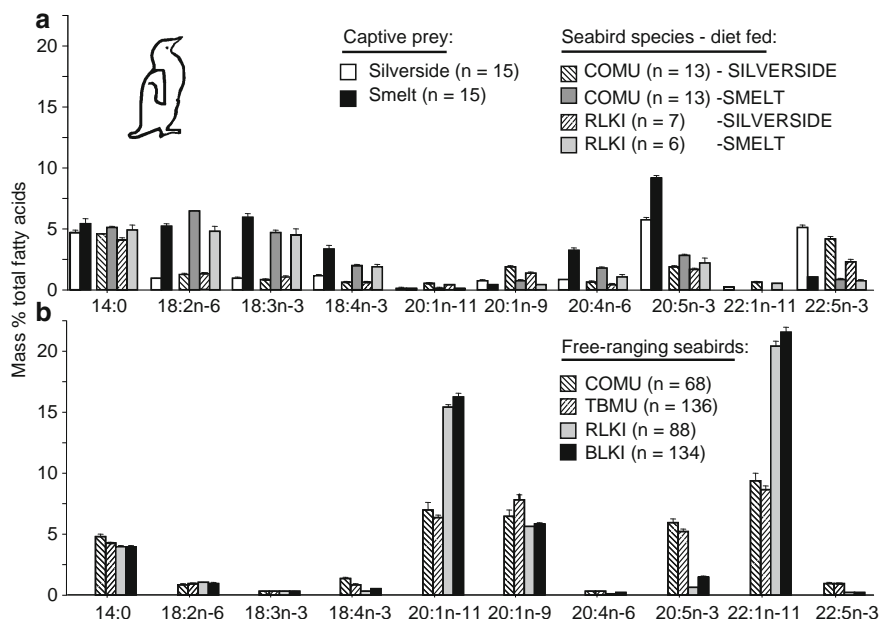 a
Captive prey:
Silverside (n = 15)
Smelt (n = 15)
Seabird species - diet fed:
COMU (n = 13) - SILVERSIDE
COMU (n = 13) -SMELT
RLKI (n = 7) -SILVERSIDE
RLKI (n = 6) -SMELT
20
15
10
5
0
14:0 18:2n-6 18:3n-3 18:4n-3 20:1n-11 20:1n-9 20:4n-6 20:5n-3 22:1n-11 22:5n-3
Mass % total fatty acids
b
Free-ranging seabirds:
COMU (n = 68)
TBMU (n = 136)
RLKI (n = 88)
BLKI (n = 134)
20
15
10
5
0
14:0 18:2n-6 18:3n-3 18:4n-3 20:1n-11 20:1n-9 20:4n-6 20:5n-3 22:1n-11 22:5n-3